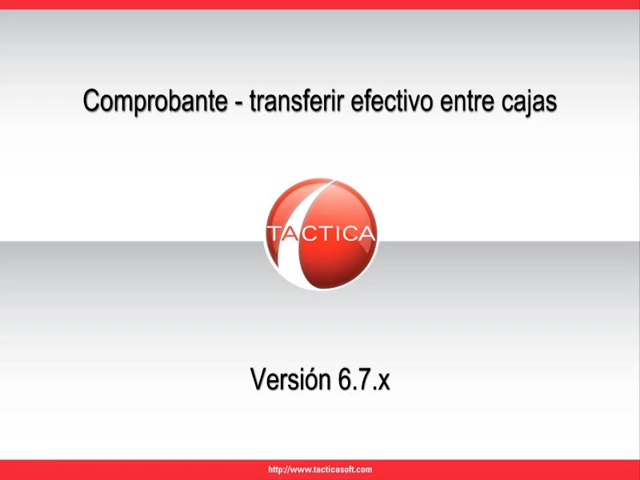 Comprobante - transferir efectivo entre cajas
TACTICA
Versión 6.7.x
http://www.tacticasoft.com